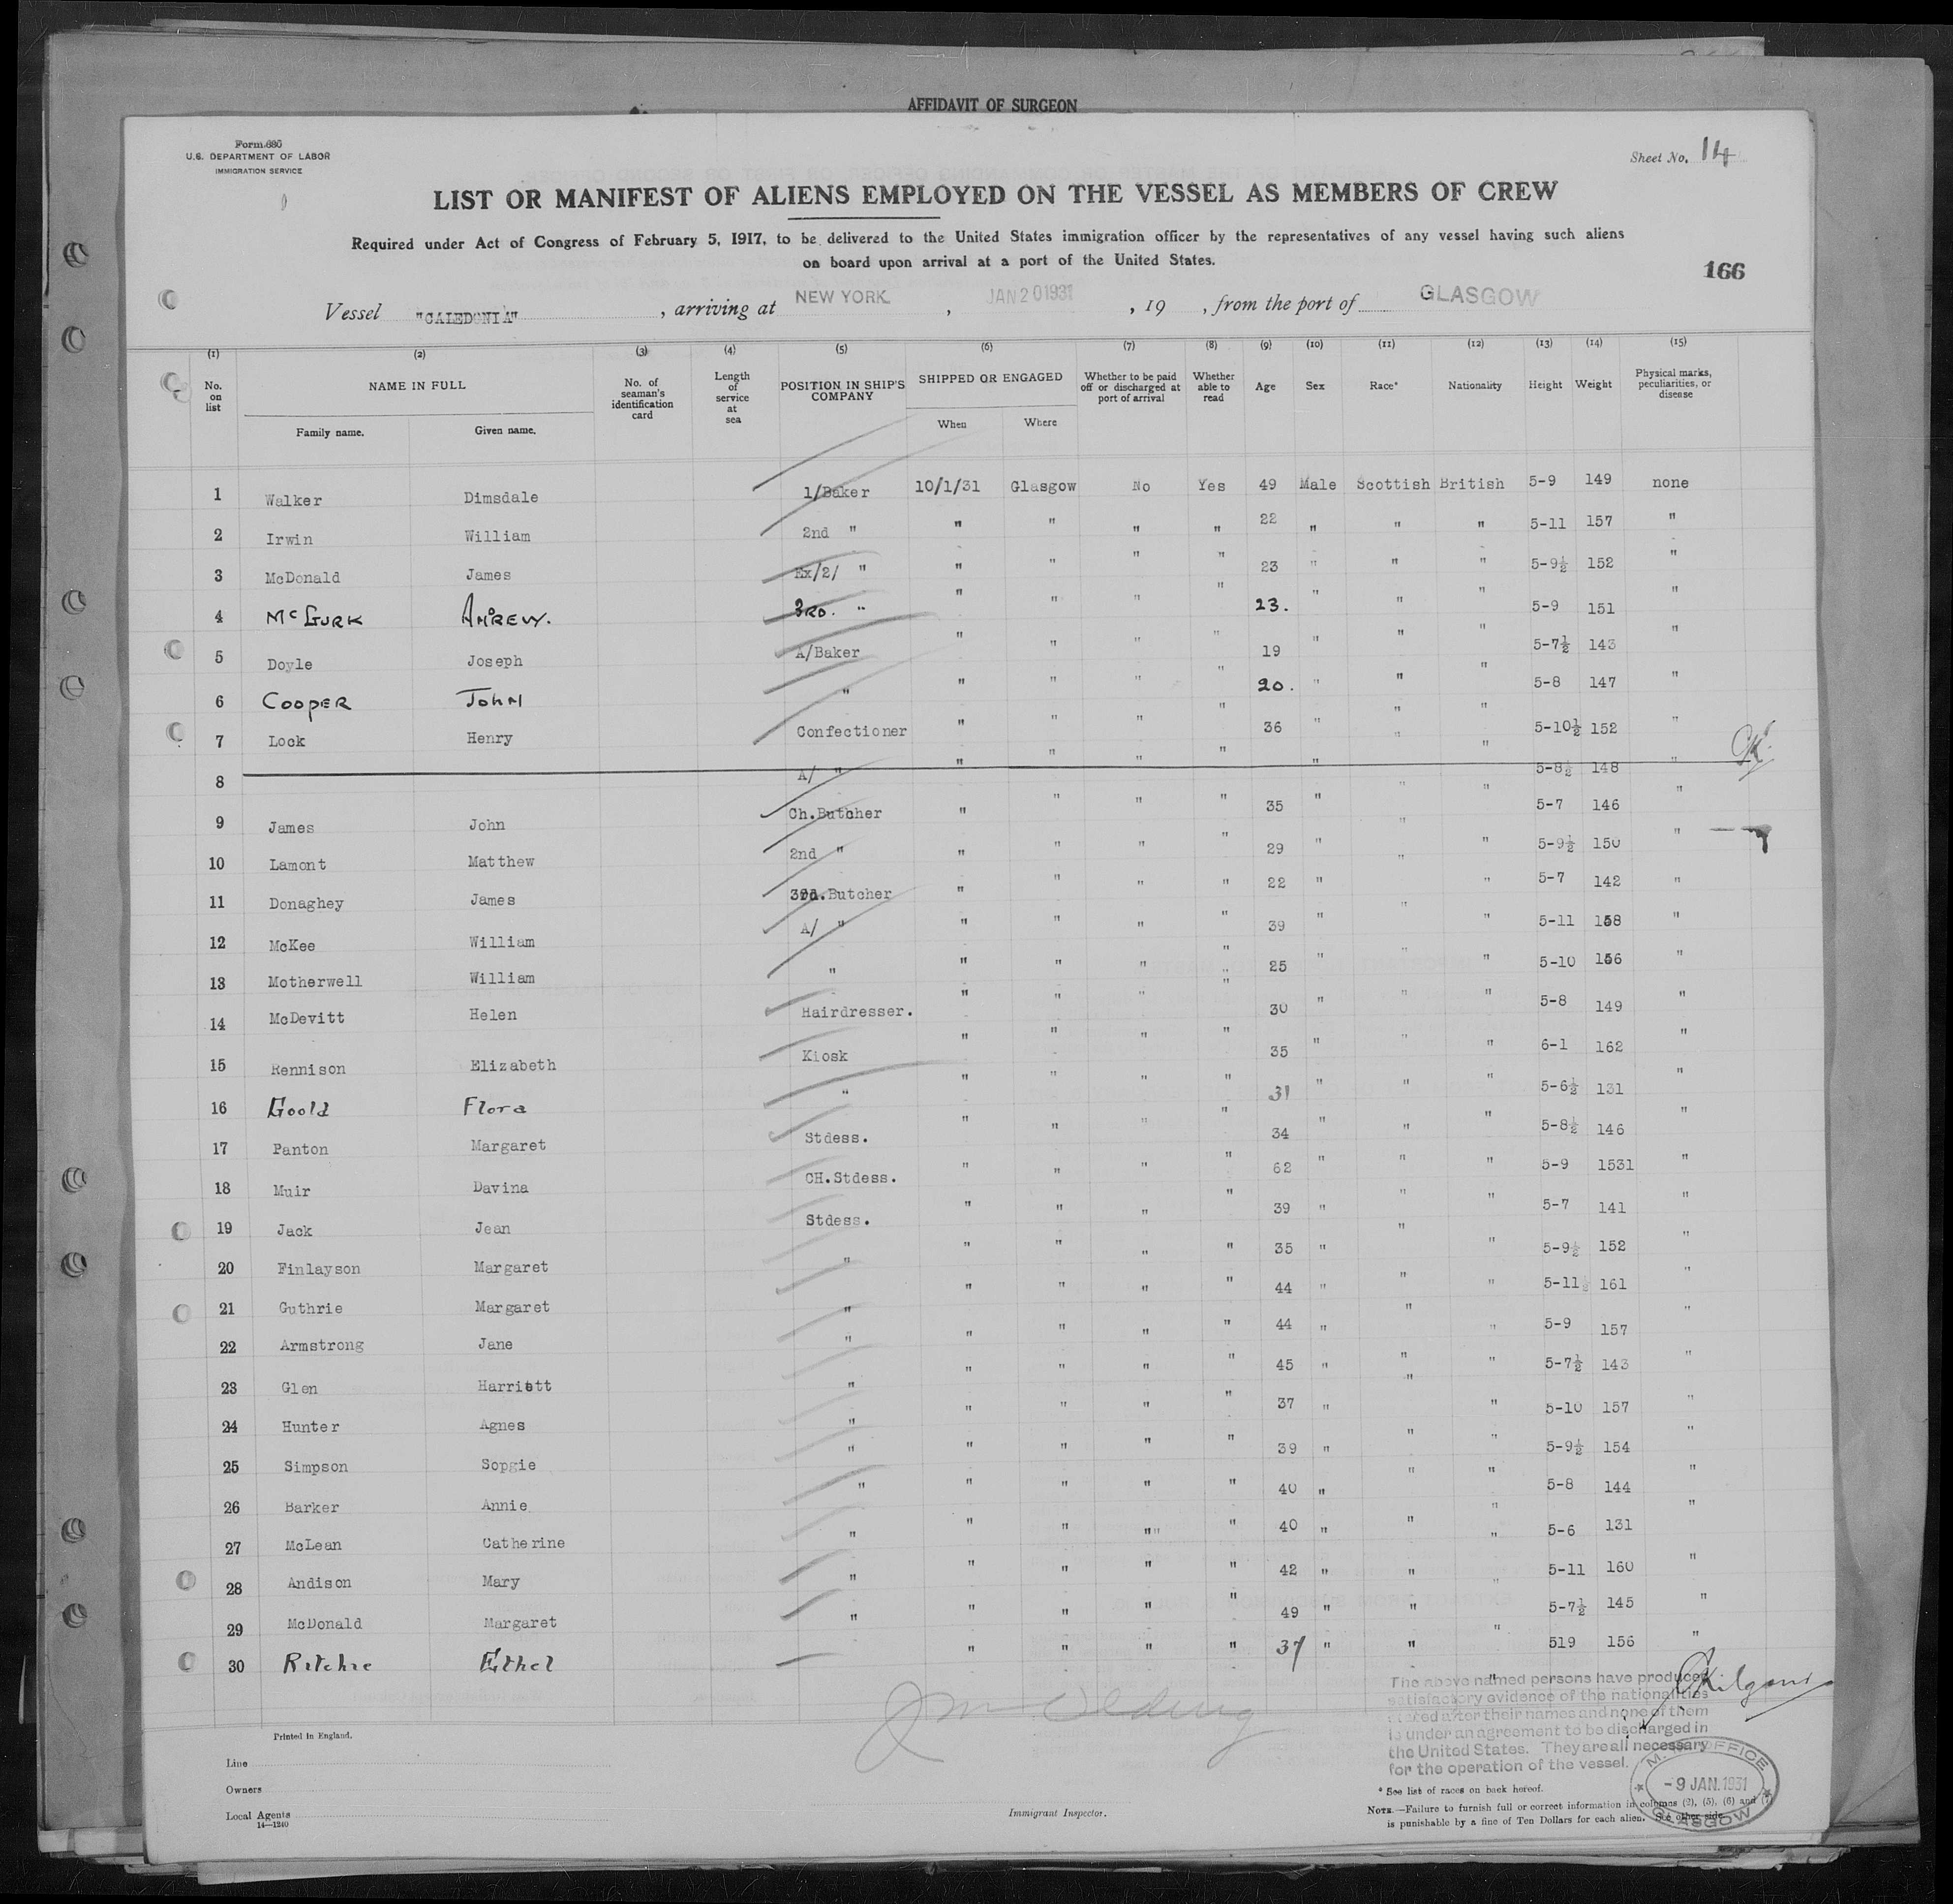 AFFIDAVIT OF SURGEON
Form 680
U.S. DEPARTMENT OF LABOR
IMMIGRATION SERVICE
Sheet No. 14
LIST OR MANIFEST OF ALIENS EMPLOYED ON THE VESSEL AS MEMBERS OF CREW
Required under Act of Congress of February 5, 1917, to be delivered to the United States immigration officer by the representatives of any vessel having such aliens
on board upon arrival at a port of the United States.
166
Vessel "CALEDONIA", arriving at NEW YORK, JAN 20 1931, 19 , from the port of GLASGOW
(1) (2) (3) (4) (5) (6) (7) (8) (9) (10) (11) (12) (13) (14) (15)
No. on list NAME IN FULL Family name. Given name. No. of seaman's identification card Length of service at sea POSITION IN SHIP'S COMPANY SHIPPED OR ENGAGED When Where Whether to be paid off or discharged at port of arrival Whether able to read Age Sex Race* Nationality Height Weight Physical marks, peculiarities, or disease
1 Walker Dimsdale 1/Baker 10/1/31 Glasgow No Yes 49 Male Scottish British 5-9 149 none
2 Irwin William 2nd " " " " " 22 " " " 5-11 157 "
3 McDonald James Ex/2/ " " " " " 23 " " " 5-9½ 152 "
4 McGURK ANDREW. 3RD. " " " " " 23. " " " 5-9 151 "
5 Doyle Joseph A/Baker " " " " 19 " " " 5-7½ 143 "
6 COOPER JOHN " " " " " 20. " " " 5-8 147 "
7 Lock Henry Confectioner " " " " 36 " " " 5-10½ 152 "
8 A/ " " " " " " " " 5-8½ 148 "
9 James John Ch.Butcher " " " " 35 " " " 5-7 146 "
10 Lamont Matthew 2nd " " " " " 29 " " " 5-9½ 150 "
11 Donaghey James 3rd.Butcher " " " " 22 " " " 5-7 142 "
12 McKee William A/ " " " " " 39 " " " 5-11 158 "
13 Motherwell William " " " " " 25 " " " 5-10 156 "
14 McDevitt Helen Hairdresser. " " " " 30 " " " 5-8 149 "
15 Rennison Elizabeth Kiosk " " " " 35 " " " 6-1 162 "
16 Goold Flora " " " " " 31 " " " 5-6½ 131 "
17 Panton Margaret Stdess. " " " " 34 " " " 5-8½ 146 "
18 Muir Davina CH.Stdess. " " " " 62 " " " 5-9 1531 "
19 Jack Jean Stdess. " " " " 39 " " " 5-7 141 "
20 Finlayson Margaret " " " " " 35 " " " 5-9½ 152 "
21 Guthrie Margaret " " " " " 44 " " " 5-11½ 161 "
22 Armstrong Jane " " " " " 44 " " " 5-9 157 "
23 Glen Harriett " " " " " 45 " " " 5-7½ 143 "
24 Hunter Agnes " " " " " 37 " " " 5-10 157 "
25 Simpson Sopgie " " " " " 39 " " " 5-9½ 154 "
26 Barker Annie " " " " " 40 " " " 5-8 144 "
27 McLean Catherine " " " "" " 40 " " " 5-6 131 "
28 Andison Mary " " " " " 42 " " " 5-11 160 "
29 McDonald Margaret " " " " " 49 " " " 5-7½ 145 "
30 Ritchie Ethel " " " " 37 " " " 519 156 "
The above named persons have produced
satisfactory evidence of the nationalities
stated after their names and none of them
is under an agreement to be discharged in
the United States. They are all necessary
for the operation of the vessel.
M. M. OFFICE
- 9 JAN. 1931
GLASGOW
Printed in England.
Line
Owners
Local Agents
14—1240
Immigrant Inspector.
* See list of races on back hereof.
NOTE.—Failure to furnish full or correct information in columns (2), (5), (6) and (7)
is punishable by a fine of Ten Dollars for each alien. See other side.